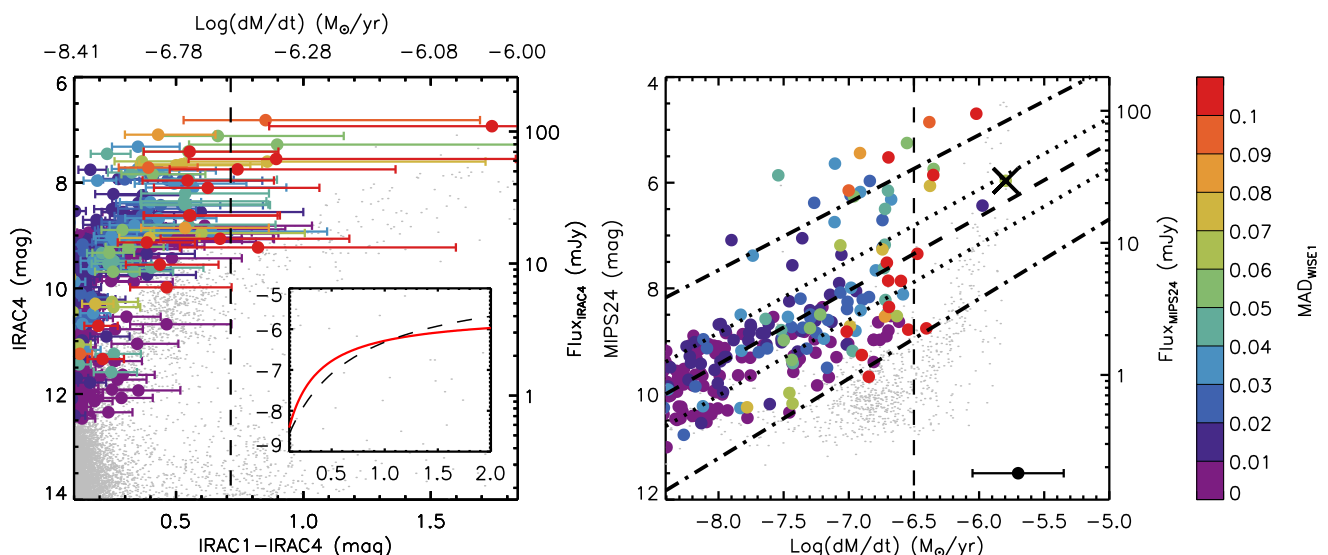 Log(dM/dt) (M⊙/yr)
−8.41 −6.78 −6.28 −6.08 −6.00
6
8
10
12
14
IRAC4 (mag)
100
10
1
Flux_IRAC4 (mJy)
−5
−6
−7
−8
−9
0.5 1.0 1.5 2.0
0.5 1.0 1.5
IRAC1−IRAC4 (mag)
4
6
8
10
12
MIPS24 (mag)
100
10
1
Flux_MIPS24 (mJy)
−8.0 −7.5 −7.0 −6.5 −6.0 −5.5 −5.0
Log(dM/dt) (M⊙/yr)
0.1
0.09
0.08
0.07
0.06
0.05
0.04
0.03
0.02
0.01
0
MAD_WISE1